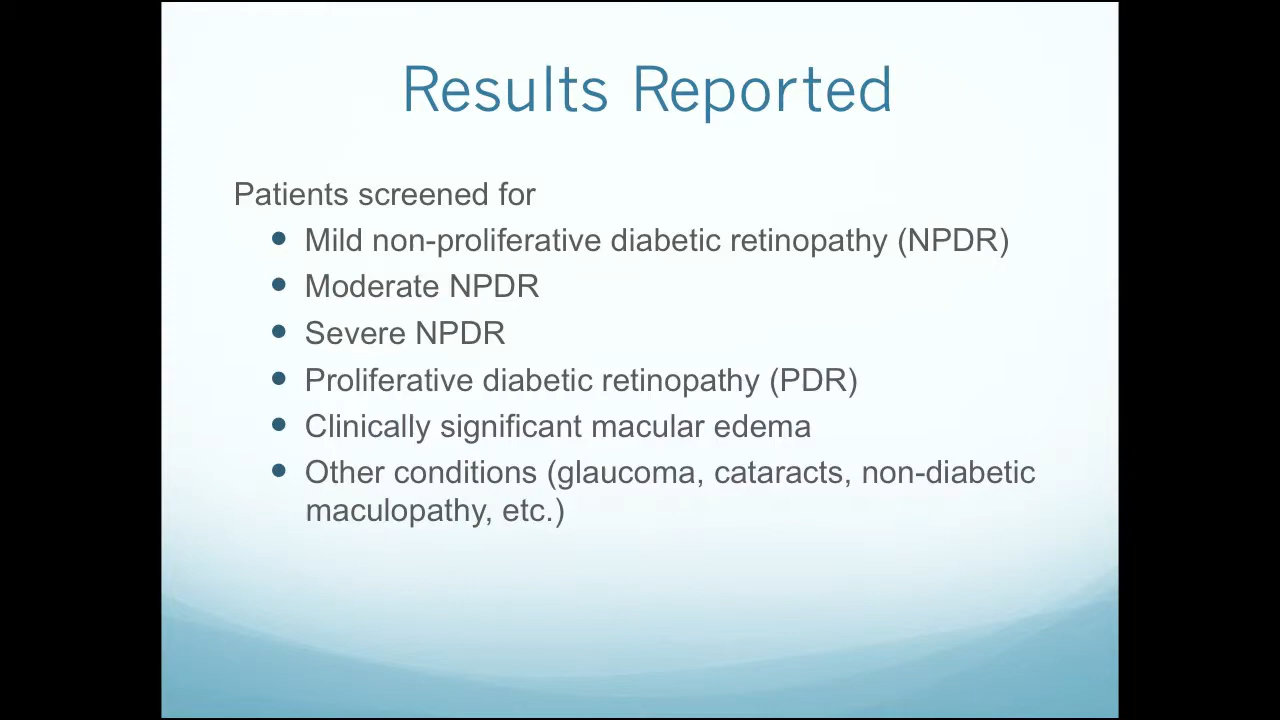 Results Reported
Patients screened for
• Mild non-proliferative diabetic retinopathy (NPDR)
• Moderate NPDR
• Severe NPDR
• Proliferative diabetic retinopathy (PDR)
• Clinically significant macular edema
• Other conditions (glaucoma, cataracts, non-diabetic
maculopathy, etc.)